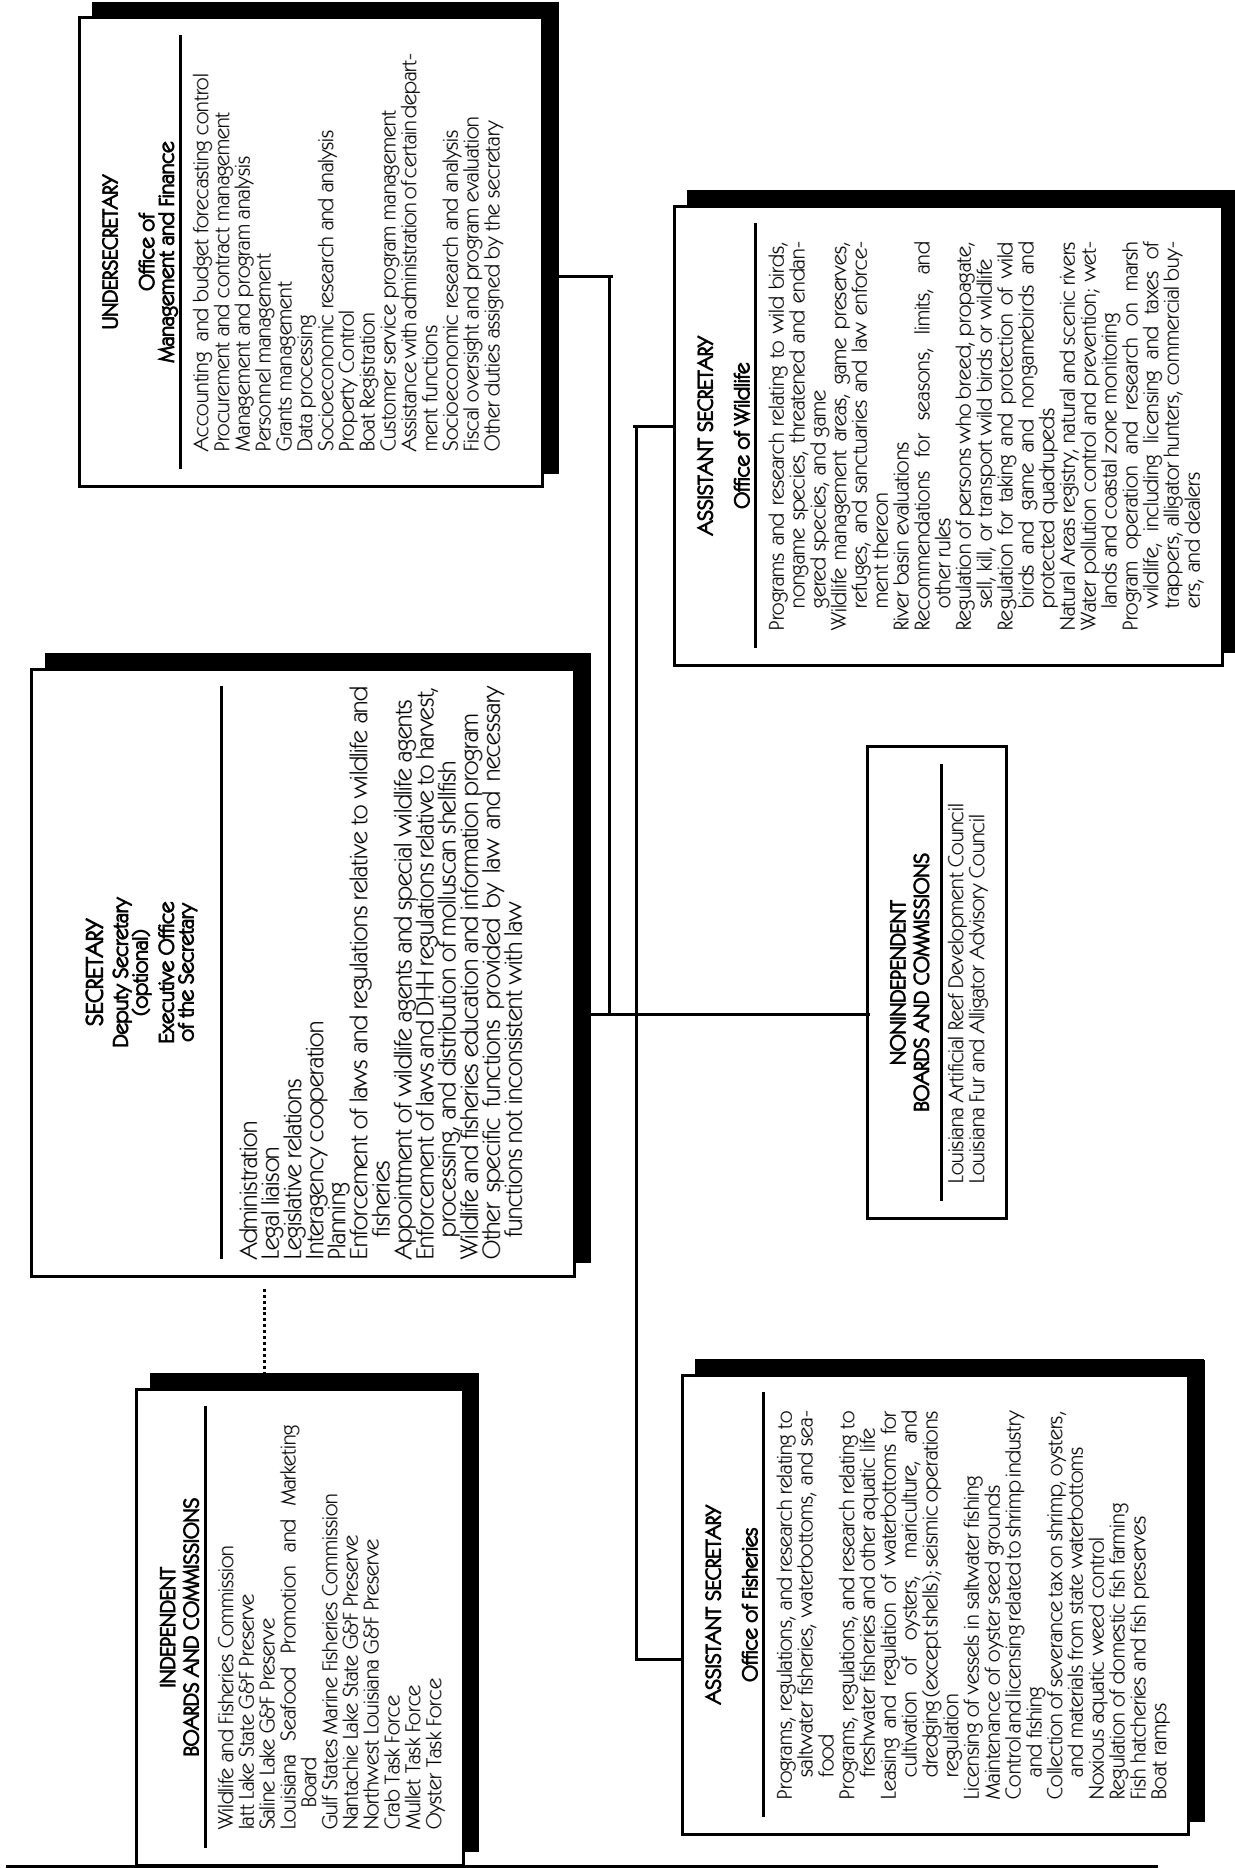 INDEPENDENT
BOARDS AND COMMISSIONS
Wildlife and Fisheries Commission
Iatt Lake State G&F Preserve
Saline Lake G&F Preserve
Louisiana Seafood Promotion and Marketing
Board
Gulf States Marine Fisheries Commission
Nantachie Lake State G&F Preserve
Northwest Louisiana G&F Preserve
Crab Task Force
Mullet Task Force
Oyster Task Force
SECRETARY
Deputy Secretary
(optional)
Executive Office
of the Secretary
Administration
Legal liaison
Legislative relations
Interagency cooperation
Planning
Enforcement of laws and regulations relative to wildlife and
fisheries
Appointment of wildlife agents and special wildlife agents
Enforcement of laws and DHH regulations relative to harvest,
processing, and distribution of molluscan shellfish
Wildlife and fisheries education and information program
Other specific functions provided by law and necessary
functions not inconsistent with law
UNDERSECRETARY
Office of
Management and Finance
Accounting and budget forecasting control
Procurement and contract management
Management and program analysis
Personnel management
Grants management
Data processing
Socioeconomic research and analysis
Property Control
Boat Registration
Customer service program management
Assistance with administration of certain depart-
ment functions
Socioeconomic research and analysis
Fiscal oversight and program evaluation
Other duties assigned by the secretary
ASSISTANT SECRETARY
Office of Fisheries
Programs, regulations, and research relating to
saltwater fisheries, waterbottoms, and sea-
food
Programs, regulations, and research relating to
freshwater fisheries and other aquatic life
Leasing and regulation of waterbottoms for
cultivation of oysters, mariculture, and
dredging (except shells); seismic operations
regulation
Licensing of vessels in saltwater fishing
Maintenance of oyster seed grounds
Control and licensing related to shrimp industry
and fishing
Collection of severance tax on shrimp, oysters,
and materials from state waterbottoms
Noxious aquatic weed control
Regulation of domestic fish farming
Fish hatcheries and fish preserves
Boat ramps
NONINDEPENDENT
BOARDS AND COMMISSIONS
Louisiana Artificial Reef Development Council
Louisiana Fur and Alligator Advisory Council
ASSISTANT SECRETARY
Office of Wildlife
Programs and research relating to wild birds,
nongame species, threatened and endan-
gered species, and game
Wildlife management areas, game preserves,
refuges, and sanctuaries and law enforce-
ment thereon
River basin evaluations
Recommendations for seasons, limits, and
other rules
Regulation of persons who breed, propagate,
sell, kill, or transport wild birds or wildlife
Regulation for taking and protection of wild
birds and game and nongamebirds and
protected quadrupeds
Natural Areas registry, natural and scenic rivers
Water pollution control and prevention; wet-
lands and coastal zone monitoring
Program operation and research on marsh
wildlife, including licensing and taxes of
trappers, alligator hunters, commercial buy-
ers, and dealers